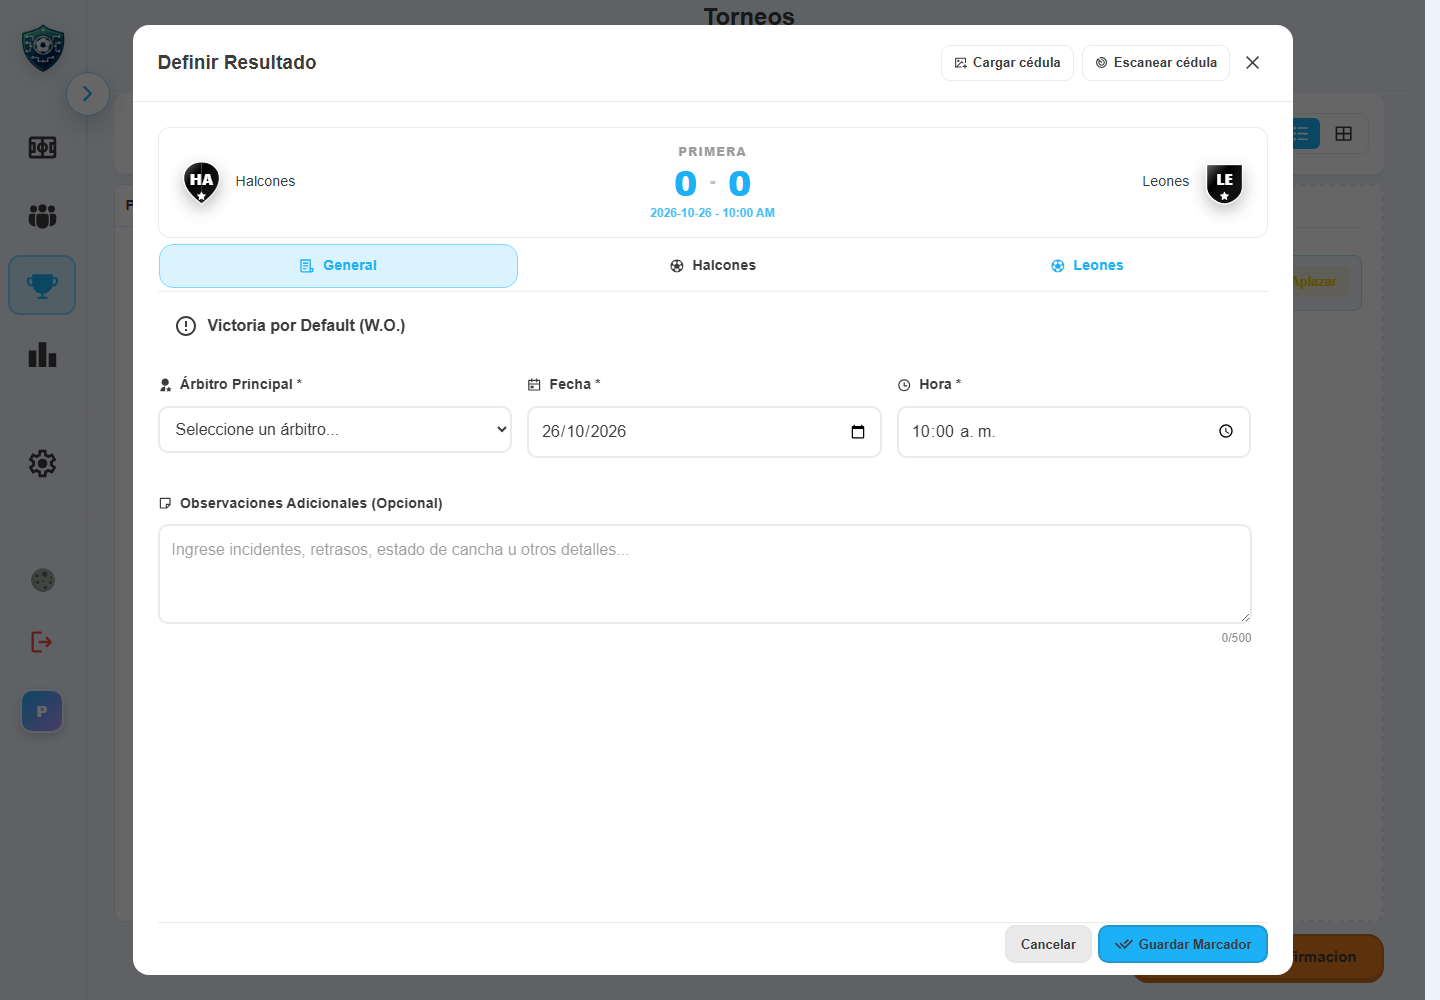 Torneos
Definir Resultado
Cargar cédula
Escanear cédula
PRIMERA
HA
Halcones
0 - 0
Leones
LE
2026-10-26 - 10:00 AM
General
Halcones
Leones
Aplazar
Victoria por Default (W.O.)
Árbitro Principal *
Fecha *
Hora *
Seleccione un árbitro...
26/10/2026
10:00 a. m.
Observaciones Adicionales (Opcional)
Ingrese incidentes, retrasos, estado de cancha u otros detalles...
0/500
P
Cancelar
Guardar Marcador